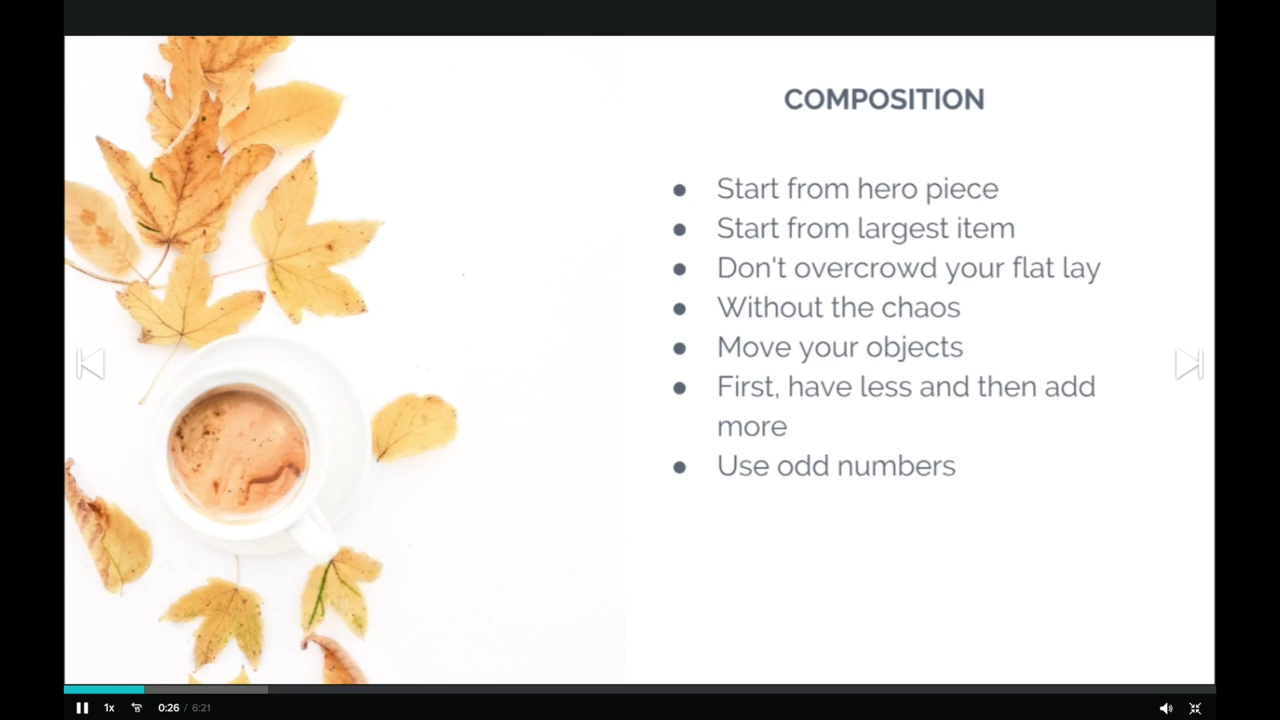 COMPOSITION
● Start from hero piece
● Start from largest item
● Don't overcrowd your flat lay
● Without the chaos
● Move your objects
● First, have less and then add
more
● Use odd numbers
1x 15 0:26 / 6:21